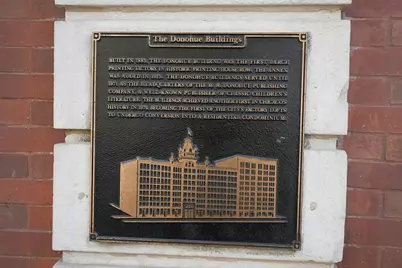 The Donohue Buildings
BUILT IN 1883, THE DONOHUE BUILDING WAS THE FIRST LARGE
PRINTING FACTORY IN HISTORIC PRINTING HOUSE ROW. THE ANNEX
WAS ADDED IN 1913. THE DONOHUE BUILDINGS SERVED UNTIL
1971 AS THE HEADQUARTERS OF THE M. A. DONOHUE PUBLISHING
COMPANY, A WELL-KNOWN PUBLISHER OF CLASSIC CHILDREN'S
LITERATURE. THE BUILDINGS ACHIEVED ANOTHER FIRST IN CHICAGO
HISTORY IN 1979, BECOMING THE FIRST OF THE CITY'S FACTORY LOFTS
TO UNDERGO CONVERSION INTO A RESIDENTIAL CONDOMINIUM.